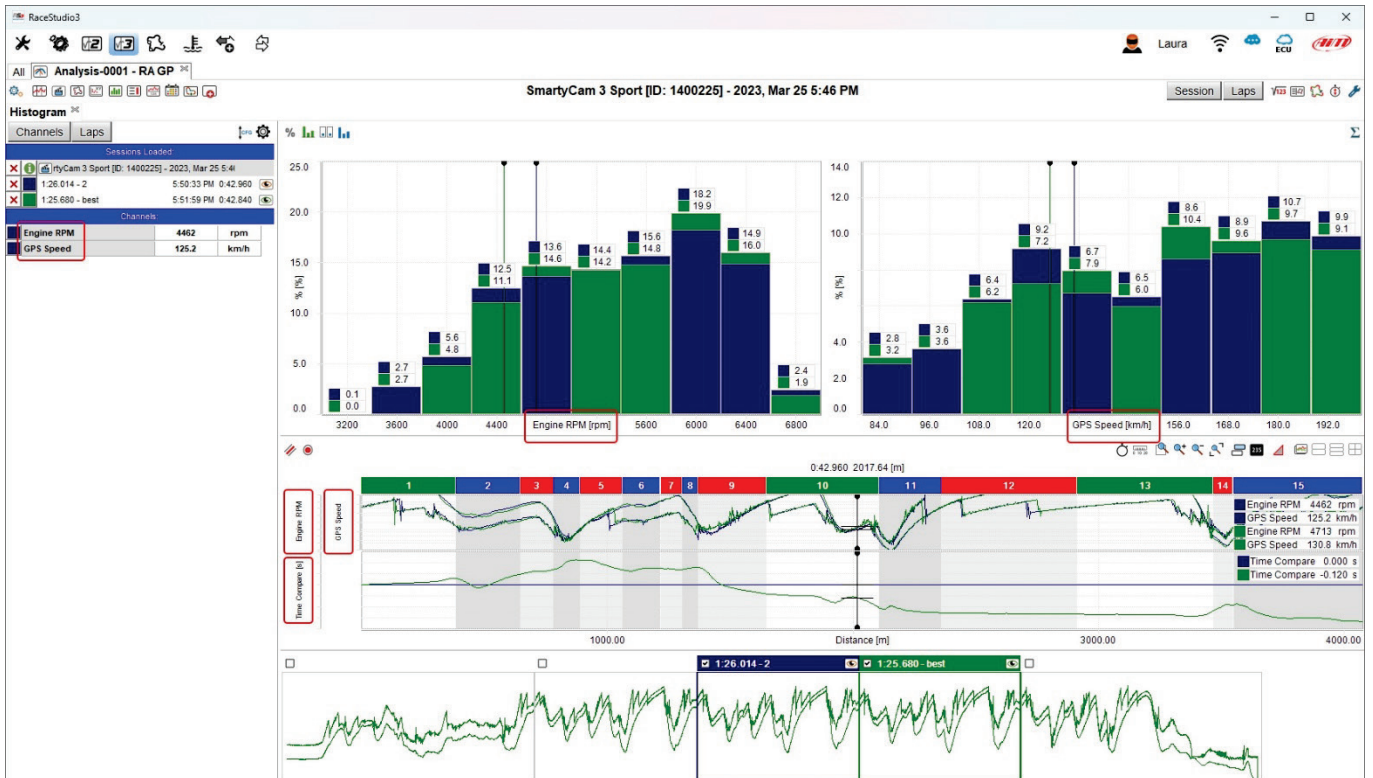 RaceStudio3
Laura
ECU
All Analysis-0001 - RA GP
SmartyCam 3 Sport [ID: 1400225] - 2023, Mar 25 5:46 PM
Session Laps
Histogram
Channels Laps
CFG
%
Σ
Sessions Loaded
rtyCam 3 Sport [ID: 1400225] - 2023, Mar 25 5:4
1:26.014 - 2 5:50:33 PM 0:42.960
1:25.680 - best 5:51:59 PM 0:42.840
Channels
Engine RPM 4462 rpm
GPS Speed 125.2 km/h
25.0
20.0
15.0
10.0
5.0
0.0
% [%]
0.1
0.0
2.7
2.7
5.6
4.8
12.5
11.1
13.6
14.6
14.4
14.2
15.6
14.8
18.2
19.9
14.9
16.0
2.4
1.9
3200 3600 4000 4400 Engine RPM [rpm] 5600 6000 6400 6800
14.0
12.0
10.0
4.0
2.0
0.0
% [%]
2.8
3.2
3.6
3.6
6.4
6.2
9.2
7.2
6.7
7.9
6.5
6.0
8.6
10.4
8.9
9.6
10.7
9.7
9.9
9.1
84.0 96.0 108.0 120.0 GPS Speed [km/h] 156.0 168.0 180.0 192.0
0:42.960 2017.64 [m]
1 2 3 4 5 6 7 8 9 10 11 12 13 14 15
Engine RPM
GPS Speed
Engine RPM 4462 rpm
GPS Speed 125.2 km/h
Engine RPM 4713 rpm
GPS Speed 130.8 km/h
Time Compare [s]
Time Compare 0.000 s
Time Compare -0.120 s
1000.00 Distance [m] 3000.00 4000.00
1:26.014 - 2 1:25.680 - best